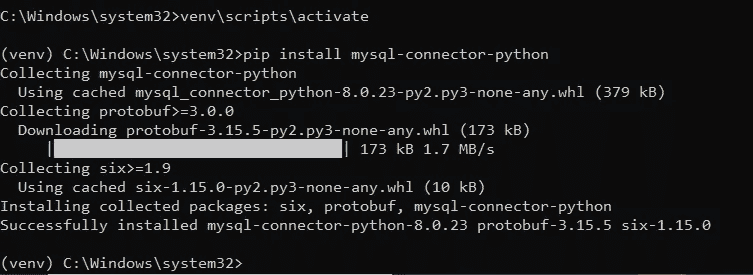 C:\Windows\system32>venv\scripts\activate
(venv) C:\Windows\system32>pip install mysql-connector-python
Collecting mysql-connector-python
  Using cached mysql_connector_python-8.0.23-py2.py3-none-any.whl (379 kB)
Collecting protobuf>=3.0.0
  Downloading protobuf-3.15.5-py2.py3-none-any.whl (173 kB)
     |████████████████████████████████| 173 kB 1.7 MB/s
Collecting six>=1.9
  Using cached six-1.15.0-py2.py3-none-any.whl (10 kB)
Installing collected packages: six, protobuf, mysql-connector-python
Successfully installed mysql-connector-python-8.0.23 protobuf-3.15.5 six-1.15.0
(venv) C:\Windows\system32>